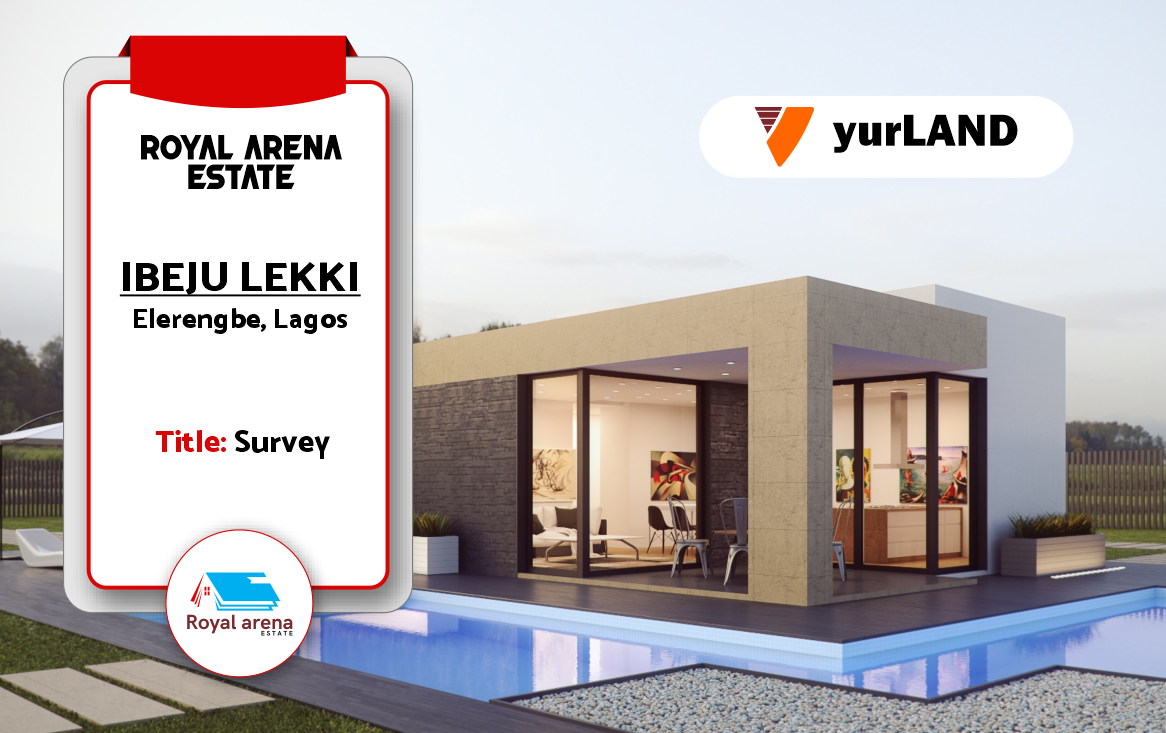 ROYAL ARENA
ESTATE
IBEJU LEKKI
Elerengbe, Lagos
Title: Survey
Royal arena
ESTATE
yurLAND